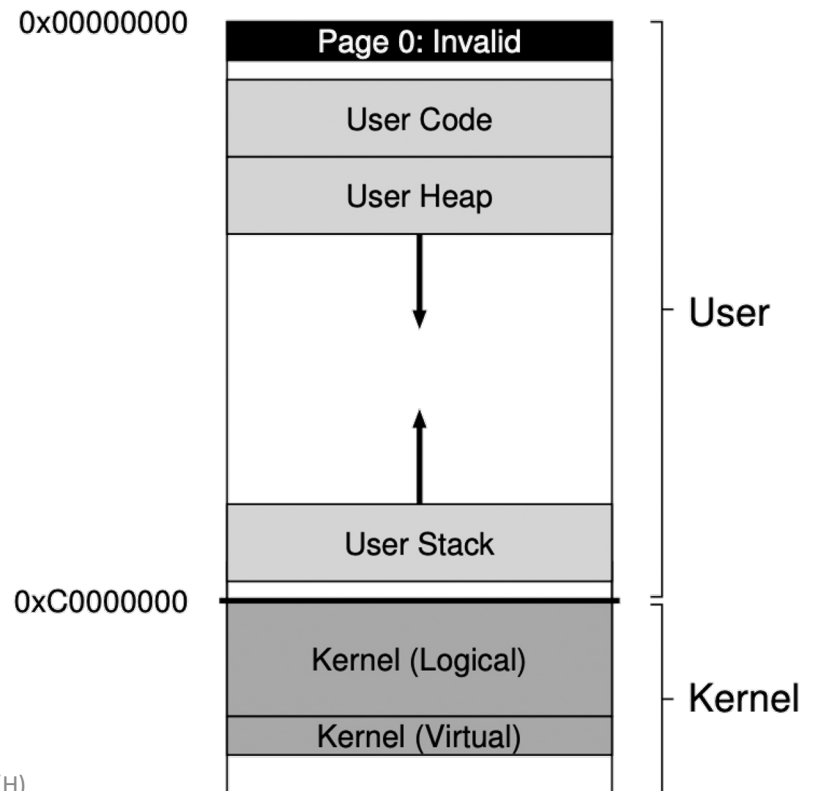 0x00000000
Page 0: Invalid
User Code
User Heap
User
User Stack
0xC0000000
Kernel (Logical)
Kernel
Kernel (Virtual)
H)